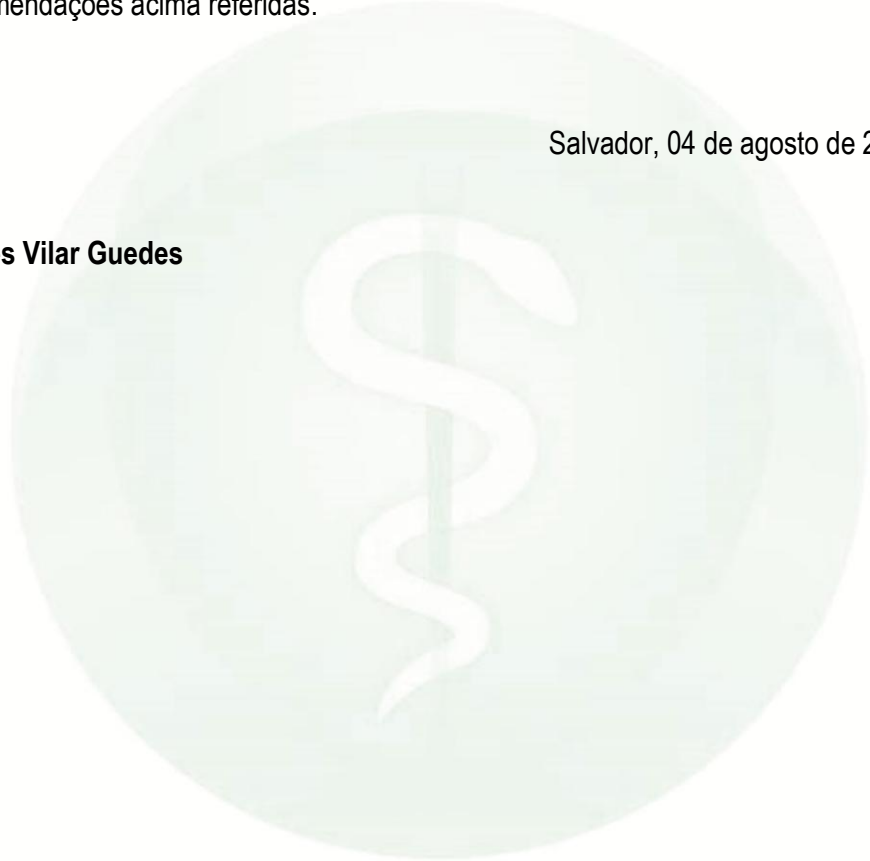 mendações acima referidas.
Salvador, 04 de agosto de 2
s Vilar Guedes